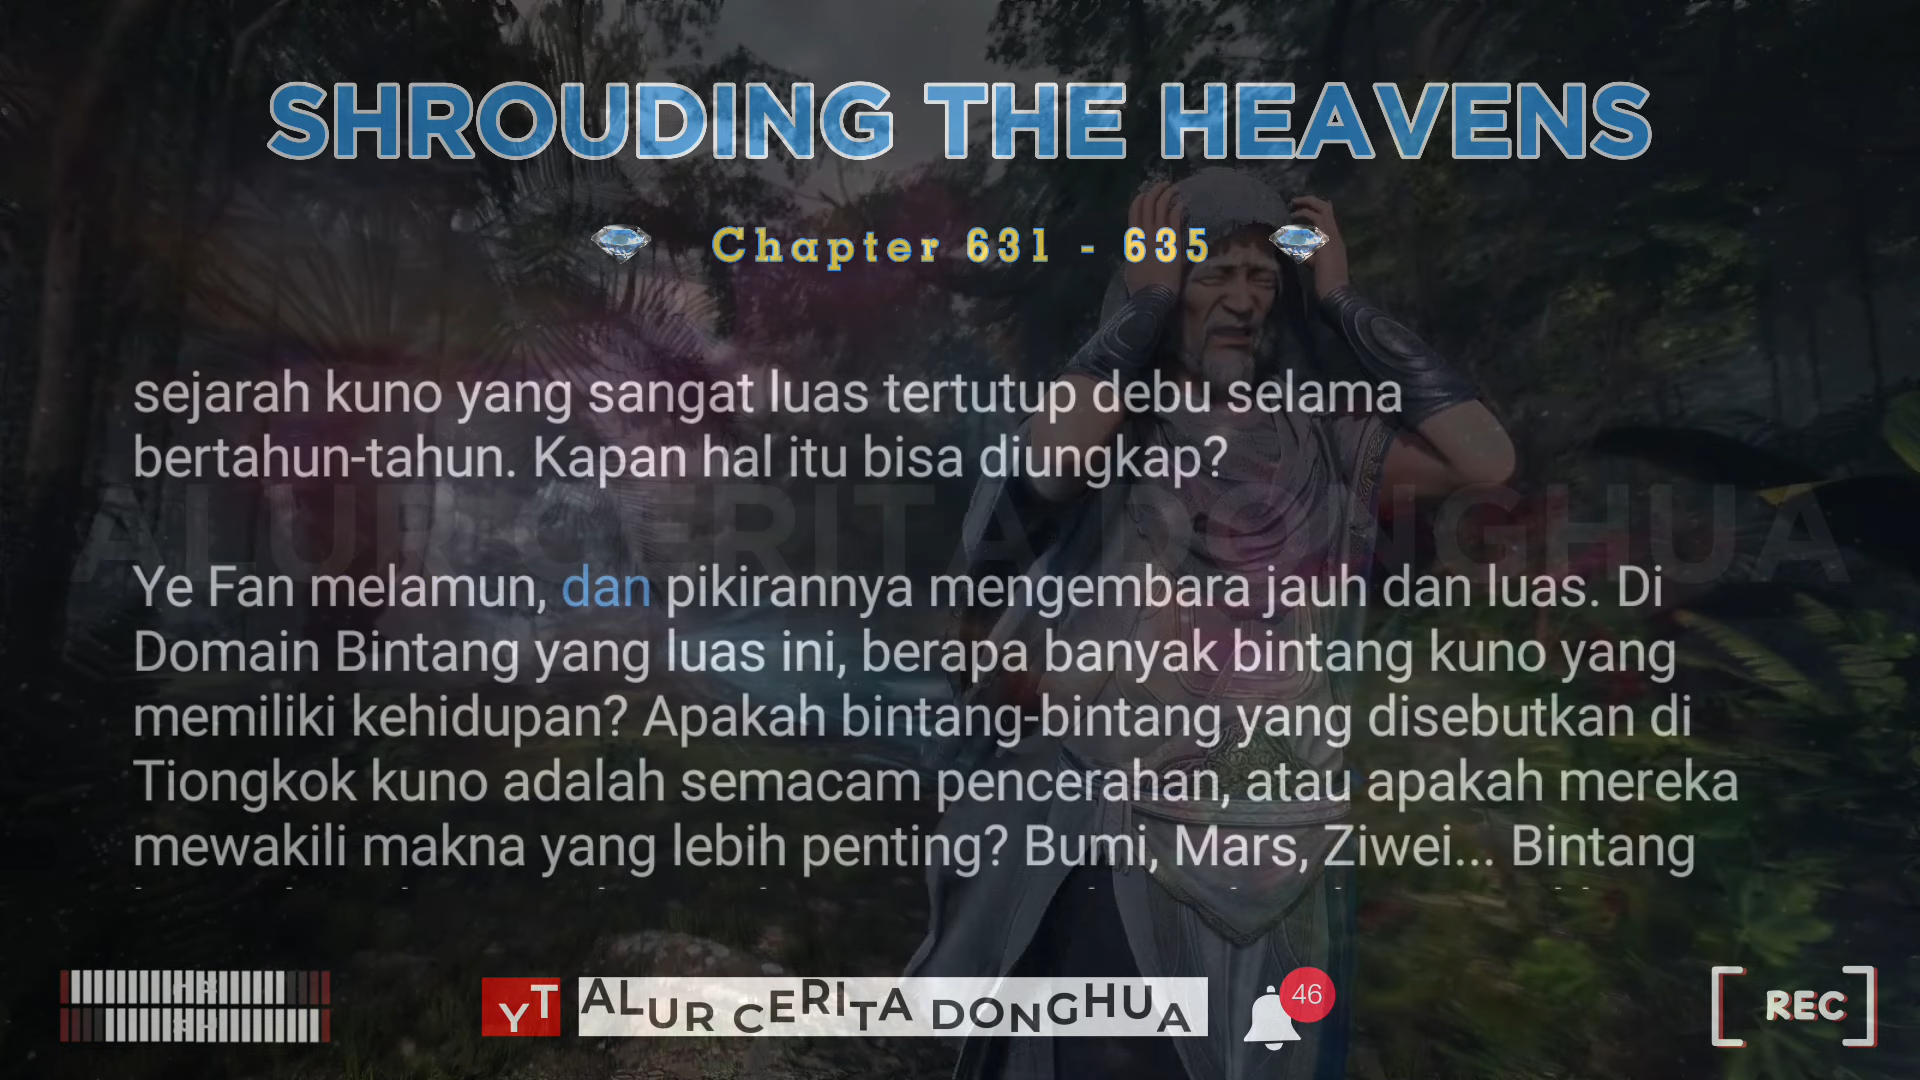 SHROUDING THE HEAVENS
Chapter 631 - 635
sejarah kuno yang sangat luas tertutup debu selama
bertahun-tahun. Kapan hal itu bisa diungkap?
ALUR CERITA DONGHUA
Ye Fan melamun, dan pikirannya mengembara jauh dan luas. Di
Domain Bintang yang luas ini, berapa banyak bintang kuno yang
memiliki kehidupan? Apakah bintang-bintang yang disebutkan di
Tiongkok kuno adalah semacam pencerahan, atau apakah mereka
mewakili makna yang lebih penting? Bumi, Mars, Ziwei... Bintang
YT ALUR CERITA DONGHUA 46
REC